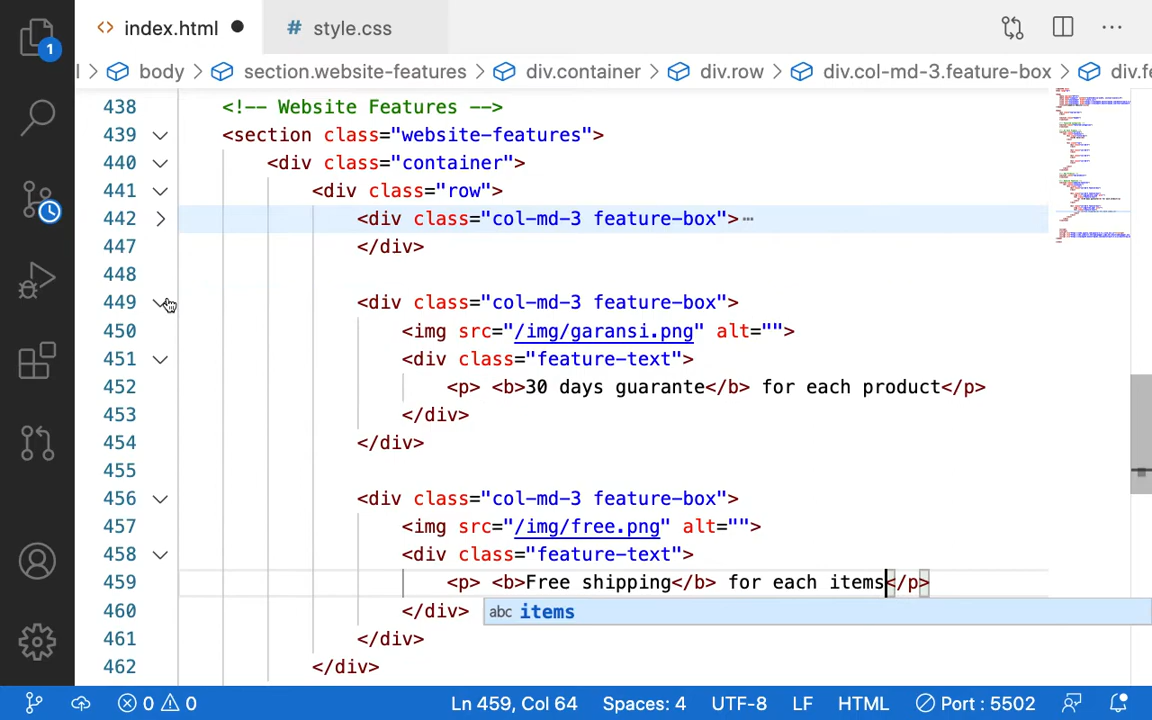 1
<> index.html ● # style.css ...
l > body > section.website-features > div.container > div.row > div.col-md-3.feature-box > div.fe
438 <!-- Website Features -->
439 <section class="website-features">
440 <div class="container">
441 <div class="row">
442 <div class="col-md-3 feature-box"> ...
447 </div>
448
449 <div class="col-md-3 feature-box">
450 <img src="/img/garansi.png" alt="">
451 <div class="feature-text">
452 <p> <b>30 days guarante</b> for each product</p>
453 </div>
454 </div>
455
456 <div class="col-md-3 feature-box">
457 <img src="/img/free.png" alt="">
458 <div class="feature-text">
459 <p> <b>Free shipping</b> for each items</p>
460 </div>
abc items
461 </div>
462 </div>
0 0 Ln 459, Col 64 Spaces: 4 UTF-8 LF HTML Port : 5502